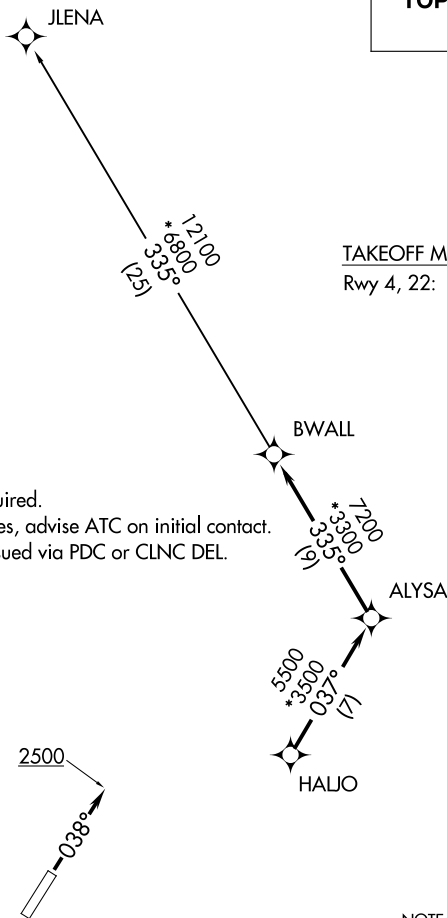 TOP
JLENA
12100
*6800
335°
(25)
TAKEOFF M
Rwy 4, 22:
BWALL
uired.
es, advise ATC on initial contact.
sued via PDC or CLNC DEL.
7200
*3300
335°
(9)
ALYSA
5500
*3500
037°
(7)
HALJO
2500
038°
NOTE